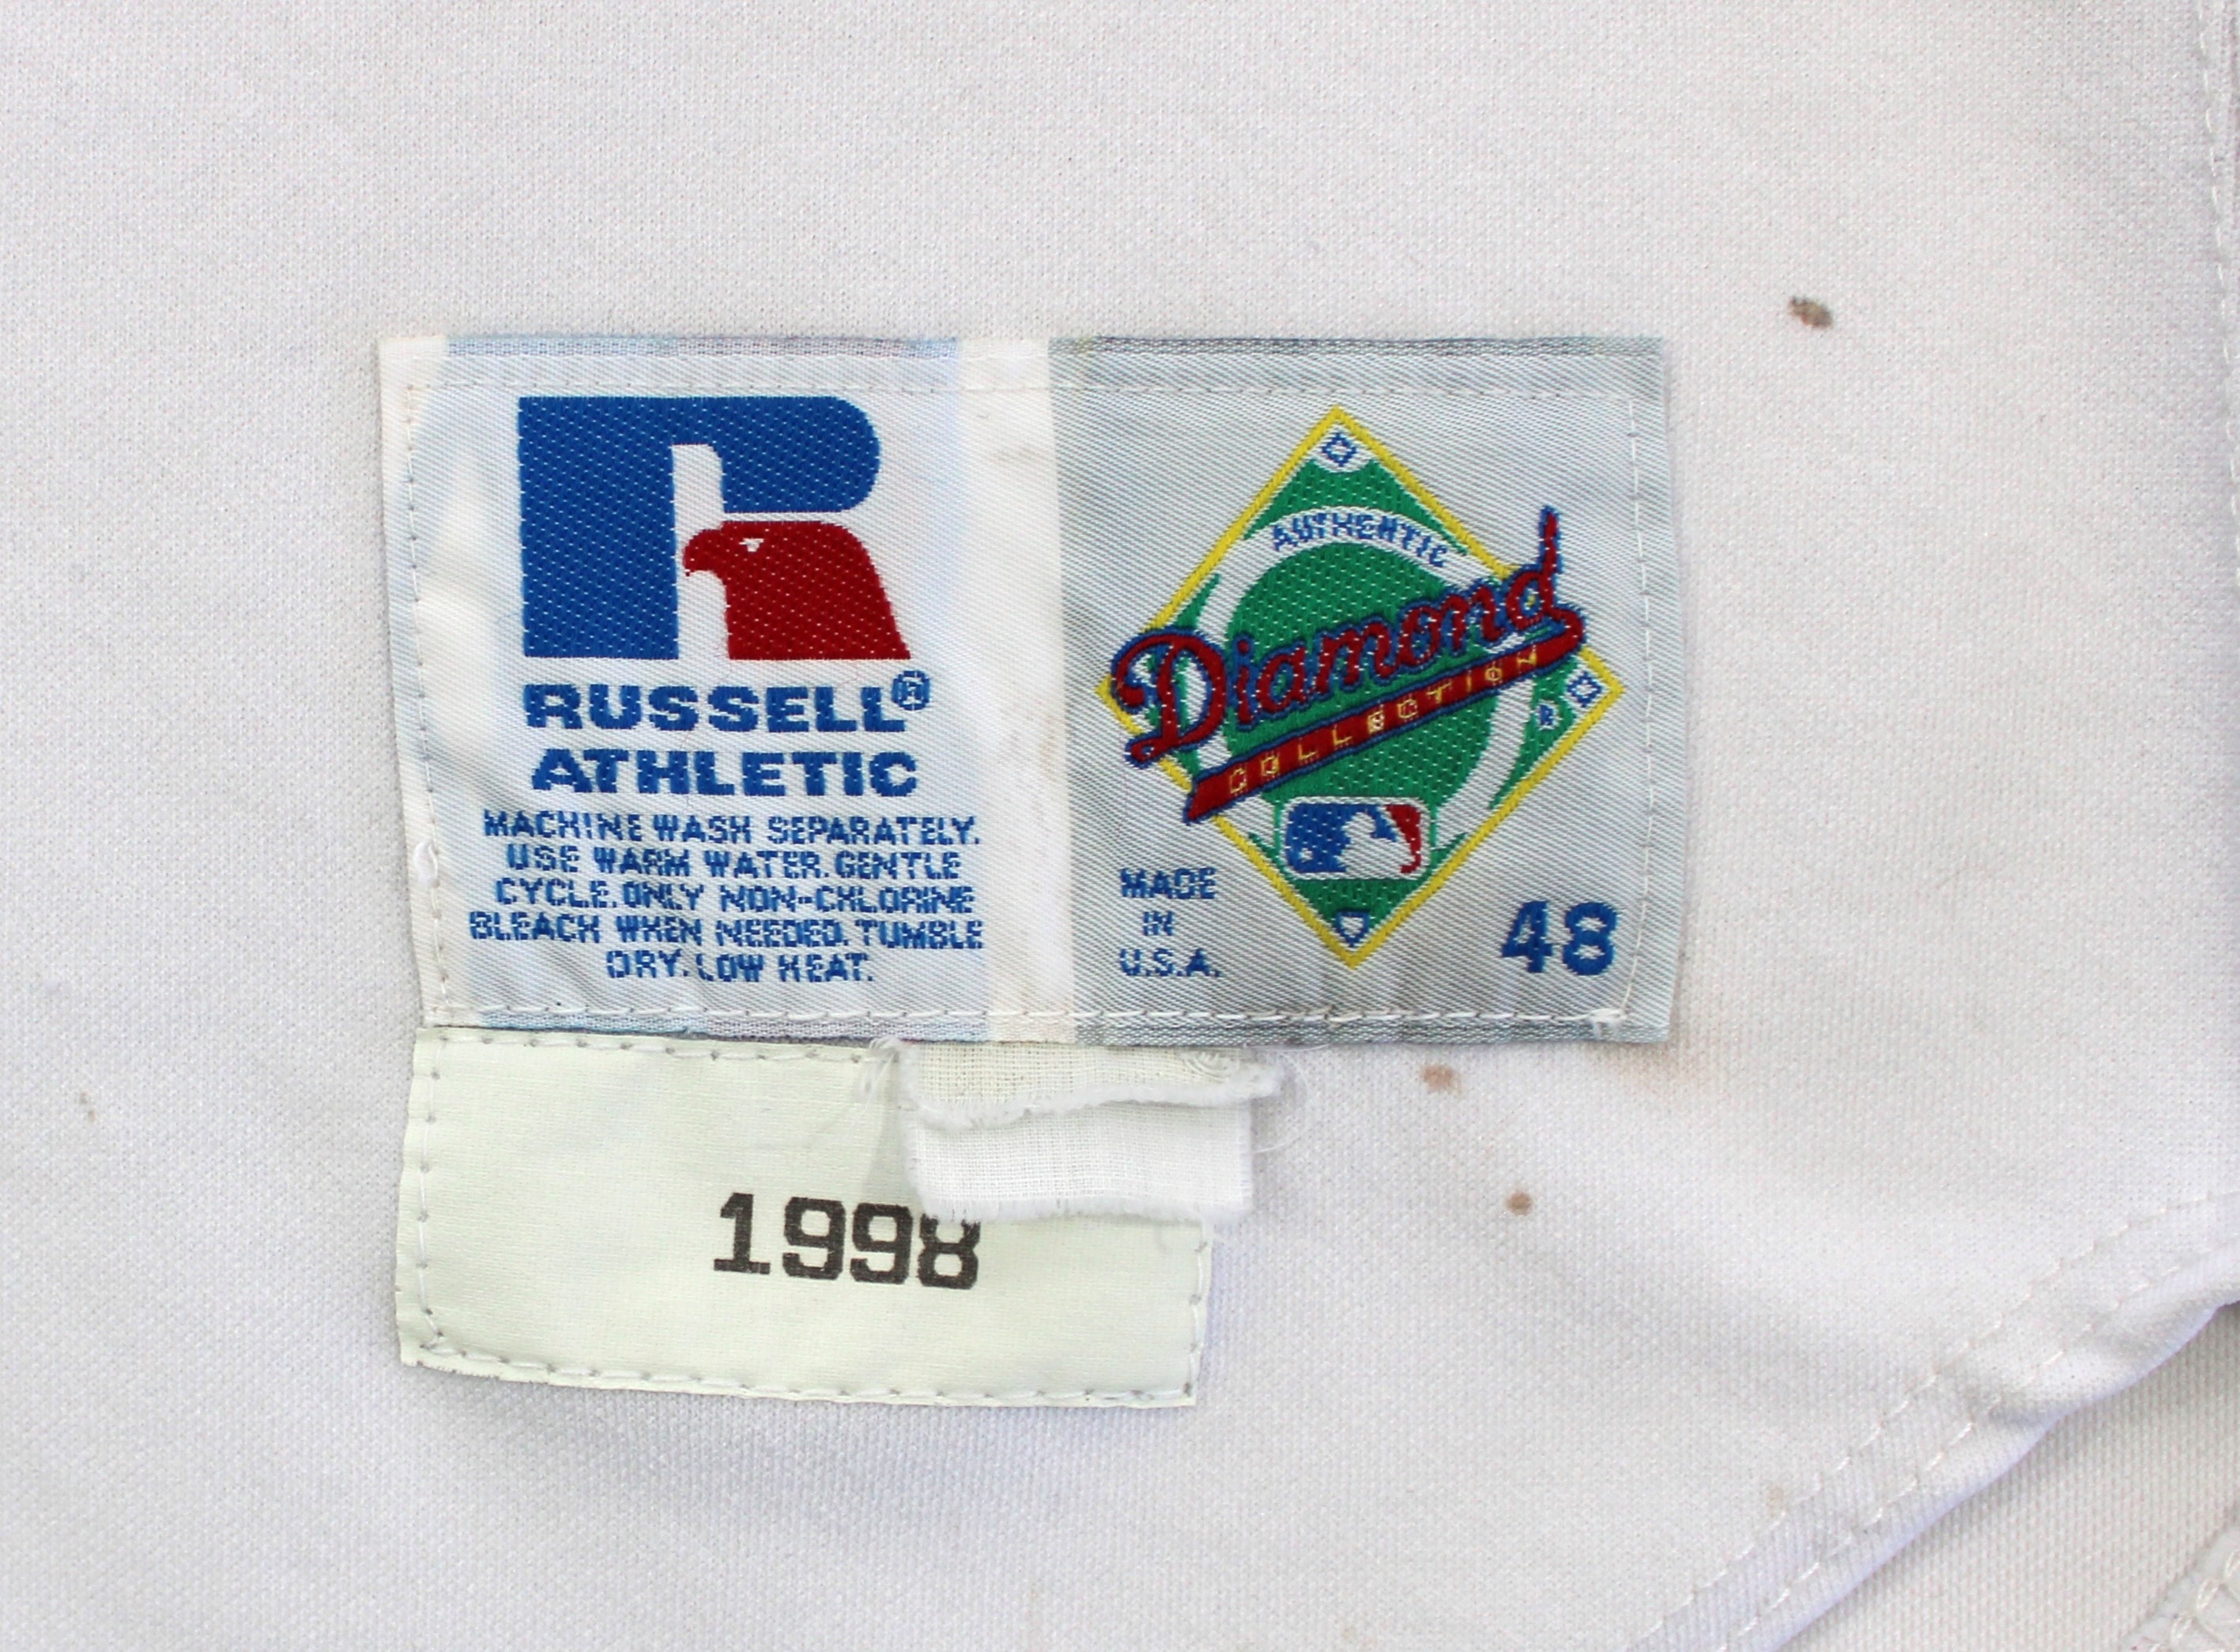 RUSSELL®
ATHLETIC
MACHINE WASH SEPARATELY.
USE WARM WATER. GENTLE
CYCLE. ONLY NON-CHLORINE
BLEACH WHEN NEEDED. TUMBLE
DRY. LOW HEAT.
AUTHENTIC
Diamond
COLLECTION
MADE
IN
U.S.A.
48
1998